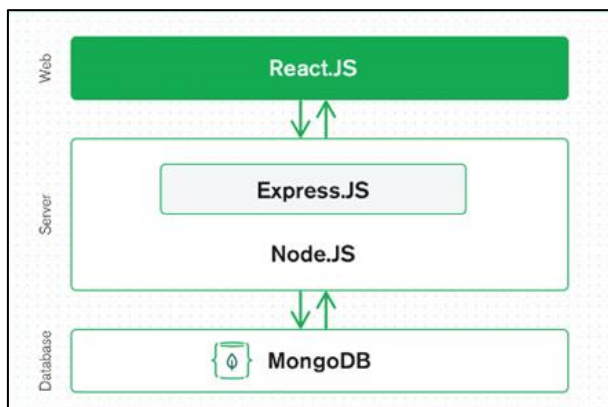 Web
React.JS
Server
Express.JS
Node.JS
Database
MongoDB